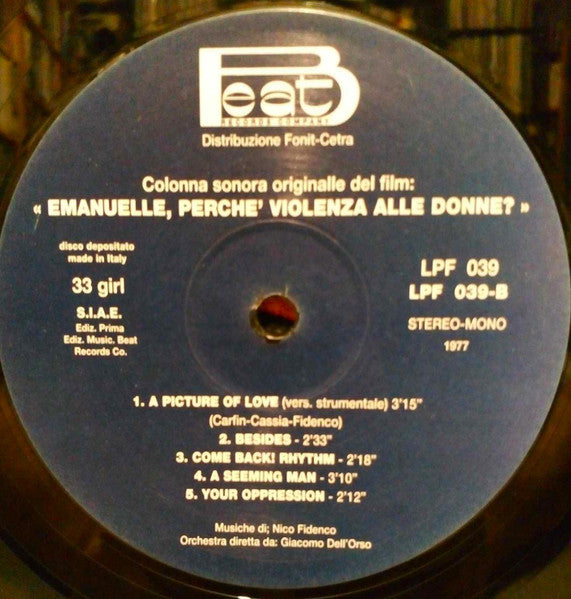 Beat
RECORDS COMPANY
Distribuzione Fonit-Cetra
Colonna sonora originalle del film:
« EMANUELLE, PERCHE' VIOLENZA ALLE DONNE? »
disco depositato
made in Italy
33 giri
S.I.A.E.
Ediz. Prima
Ediz. Music. Beat
Records Co.
LPF 039
LPF 039-B
STEREO-MONO
1977
1. A PICTURE OF LOVE (vers. strumentale) 3'15"
(Carfin-Cassia-Fidenco)
2. BESIDES - 2'33"
3. COME BACK! RHYTHM - 2'18"
4. A SEEMING MAN - 3'10"
5. YOUR OPPRESSION - 2'12"
Musiche di; Nico Fidenco
Orchestra diretta da: Giacomo Dell'Orso